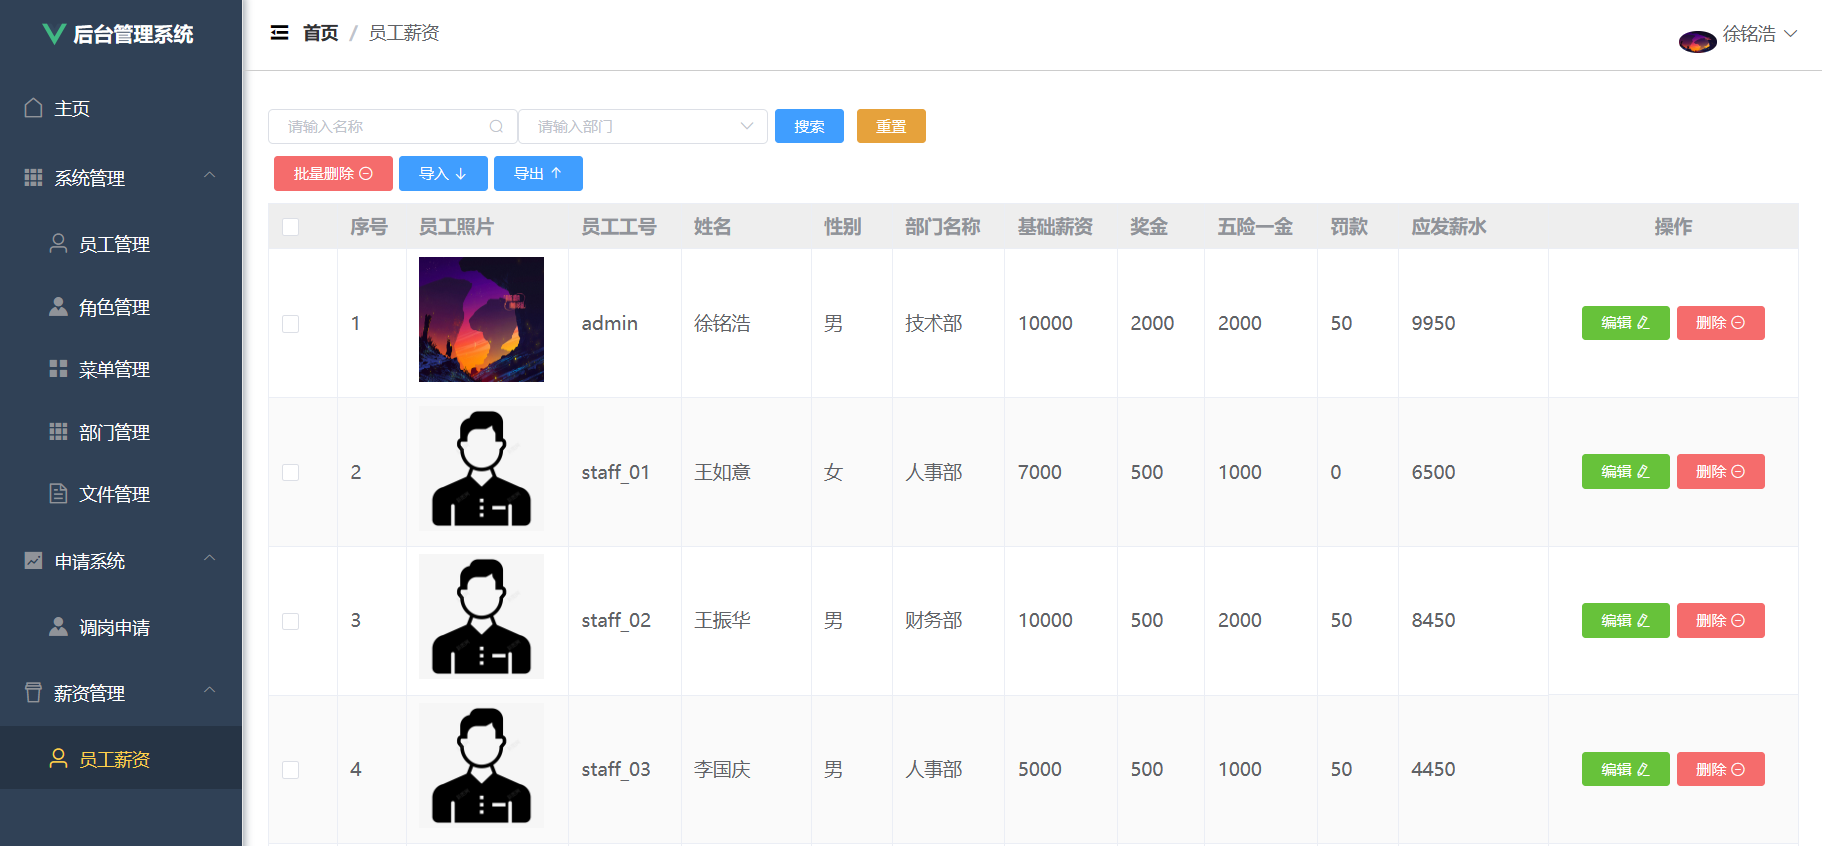 后台管理系统
主页
系统管理
员工管理
角色管理
菜单管理
部门管理
文件管理
申请系统
调岗申请
薪资管理
员工薪资
首页 / 员工薪资
徐铭浩
请输入名称 请输入部门 搜索 重置
批量删除 导入 导出
序号 员工照片 员工工号 姓名 性别 部门名称 基础薪资 奖金 五险一金 罚款 应发薪水 操作
1 admin 徐铭浩 男 技术部 10000 2000 2000 50 9950 编辑 删除
2 staff_01 王如意 女 人事部 7000 500 1000 0 6500 编辑 删除
3 staff_02 王振华 男 财务部 10000 500 2000 50 8450 编辑 删除
4 staff_03 李国庆 男 人事部 5000 500 1000 50 4450 编辑 删除